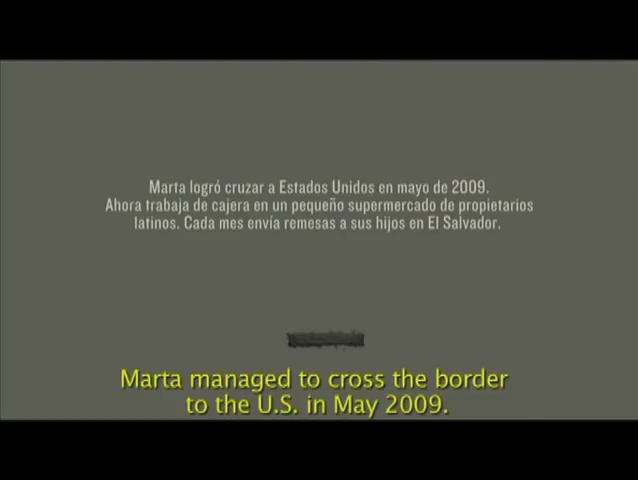 Marta logró cruzar a Estados Unidos en mayo de 2009.
Ahora trabaja de cajera en un pequeño supermercado de propietarios
latinos. Cada mes envía remesas a sus hijos en El Salvador.
Marta managed to cross the border
to the U.S. in May 2009.